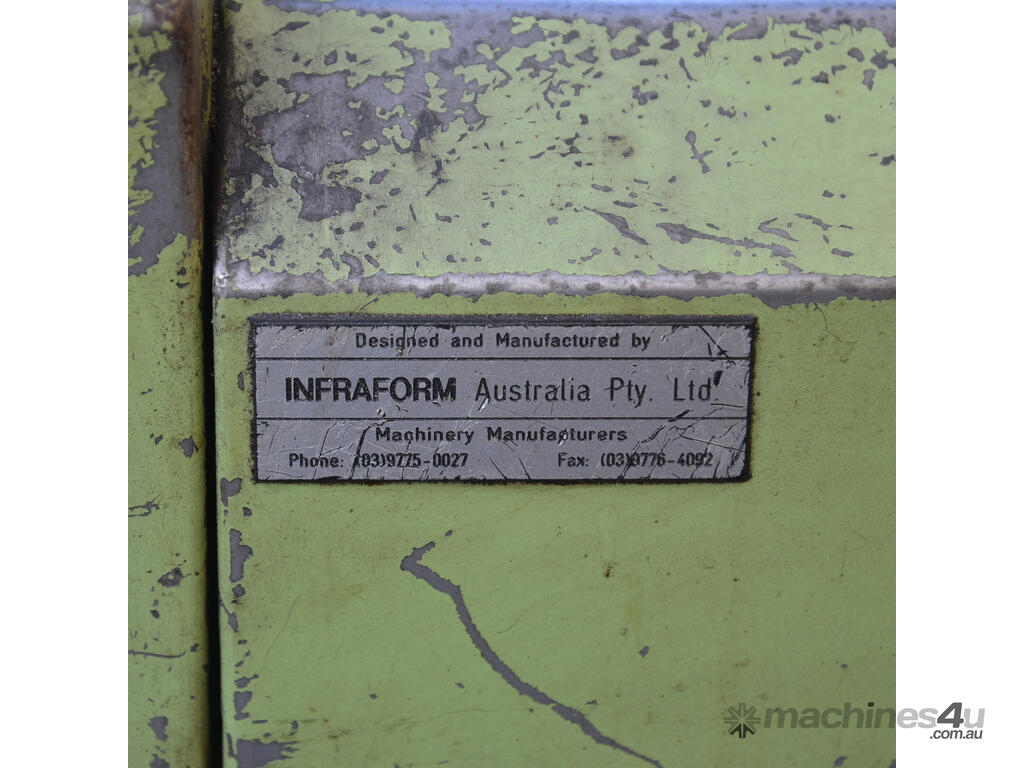 Designed and Manufactured by
INFRAFORM Australia Pty. Ltd.
Machinery Manufacturers
Phone: (03)9775-0027 Fax: (03)9776-4092
machines4u
.com.au